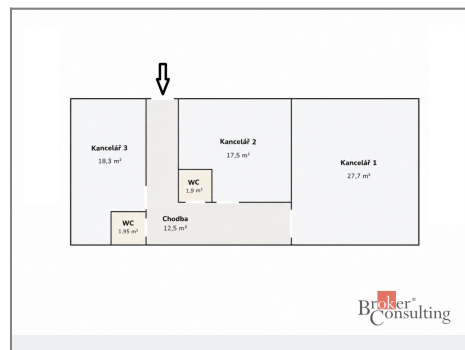 Kancelář 3
18,3 m²
Kancelář 2
17,5 m²
Kancelář 1
27,7 m²
WC
1,9 m²
WC
1,95 m²
Chodba
12,5 m²
Broker®
Consulting